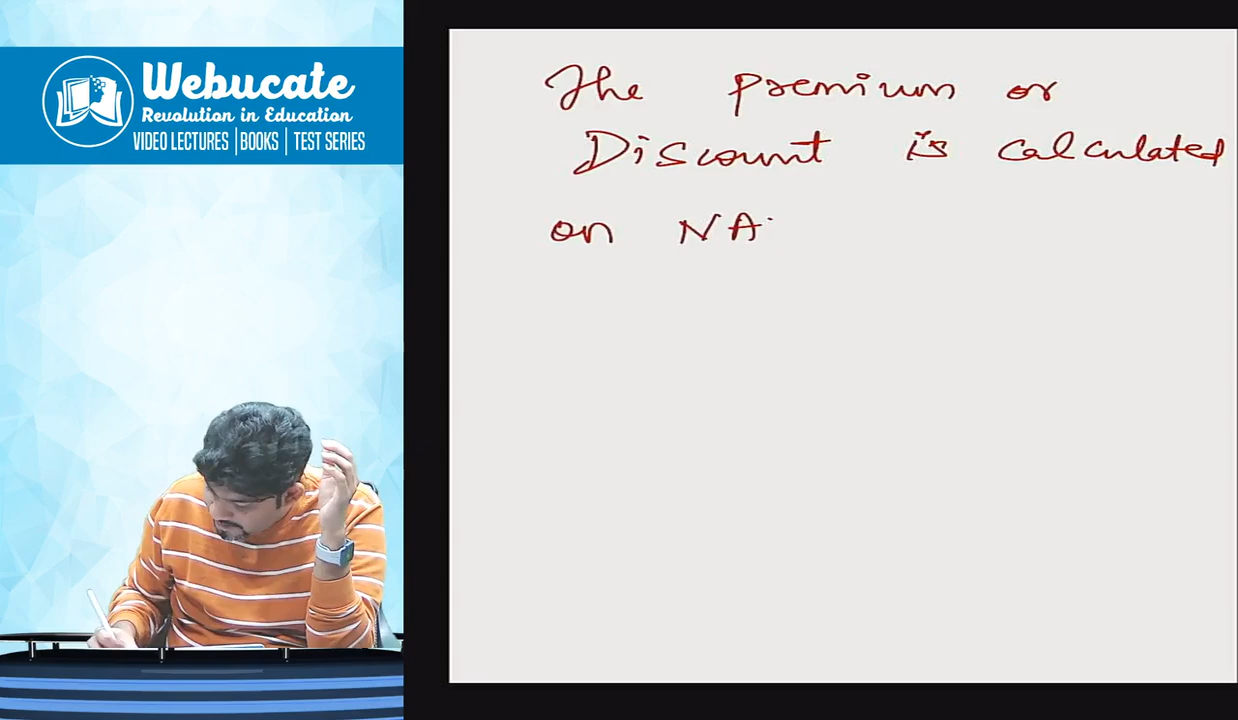 Webucate
Revolution in Education
VIDEO LECTURES | BOOKS | TEST SERIES
The premium or
Discount is calculated
on NA